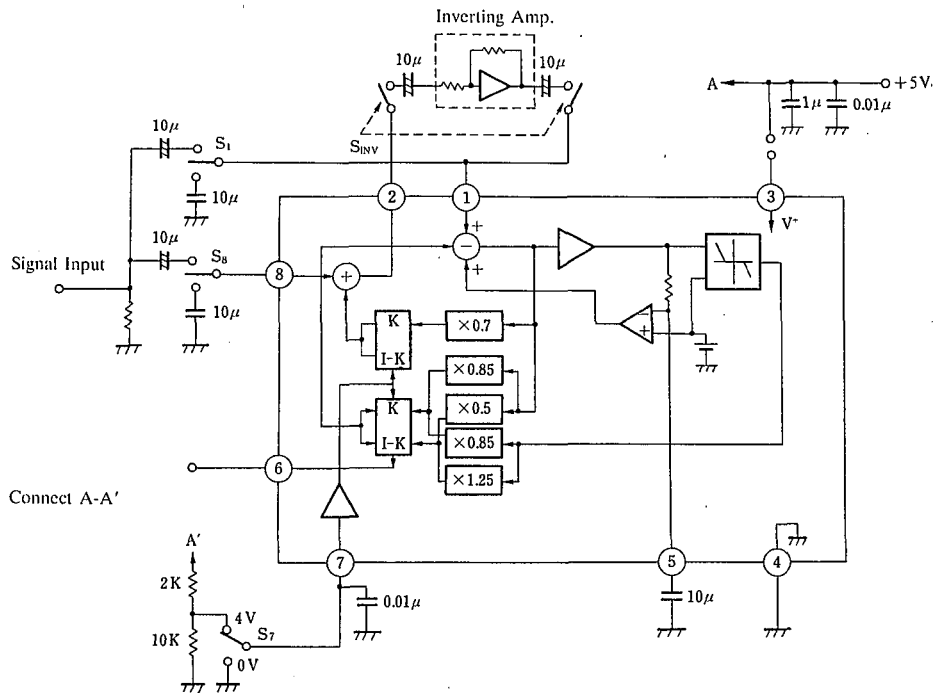 Inverting Amp.
10μ
10μ
A
+5V
1μ
0.01μ
10μ
S1
SINV
10μ
2
1
3
V+
10μ
+
−
+
Signal Input
S8
8
+
10μ
K
I-K
×0.7
−
+
×0.85
K
I-K
×0.5
×0.85
×1.25
6
Connect A-A'
A'
7
5
4
2K
0.01μ
10μ
4V
10K
S7
0V